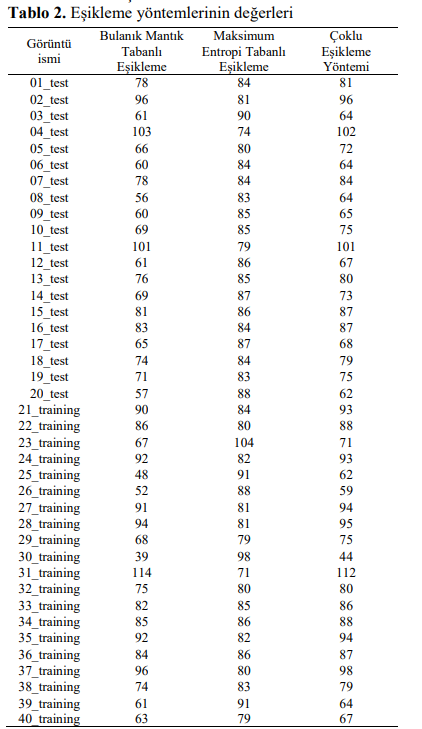 Tablo 2. Eşikleme yöntemlerinin değerleri
Görüntü ismi Bulanık Mantık Tabanlı Eşikleme Maksimum Entropi Tabanlı Eşikleme Çoklu Eşikleme Yöntemi
01_test 78 84 81
02_test 96 81 96
03_test 61 90 64
04_test 103 74 102
05_test 66 80 72
06_test 60 84 64
07_test 78 84 84
08_test 56 83 64
09_test 60 85 65
10_test 69 85 75
11_test 101 79 101
12_test 61 86 67
13_test 76 85 80
14_test 69 87 73
15_test 81 86 87
16_test 83 84 87
17_test 65 87 68
18_test 74 84 79
19_test 71 83 75
20_test 57 88 62
21_training 90 84 93
22_training 86 80 88
23_training 67 104 71
24_training 92 82 93
25_training 48 91 62
26_training 52 88 59
27_training 91 81 94
28_training 94 81 95
29_training 68 79 75
30_training 39 98 44
31_training 114 71 112
32_training 75 80 80
33_training 82 85 86
34_training 85 86 88
35_training 92 82 94
36_training 84 86 87
37_training 96 80 98
38_training 74 83 79
39_training 61 91 64
40_training 63 79 67